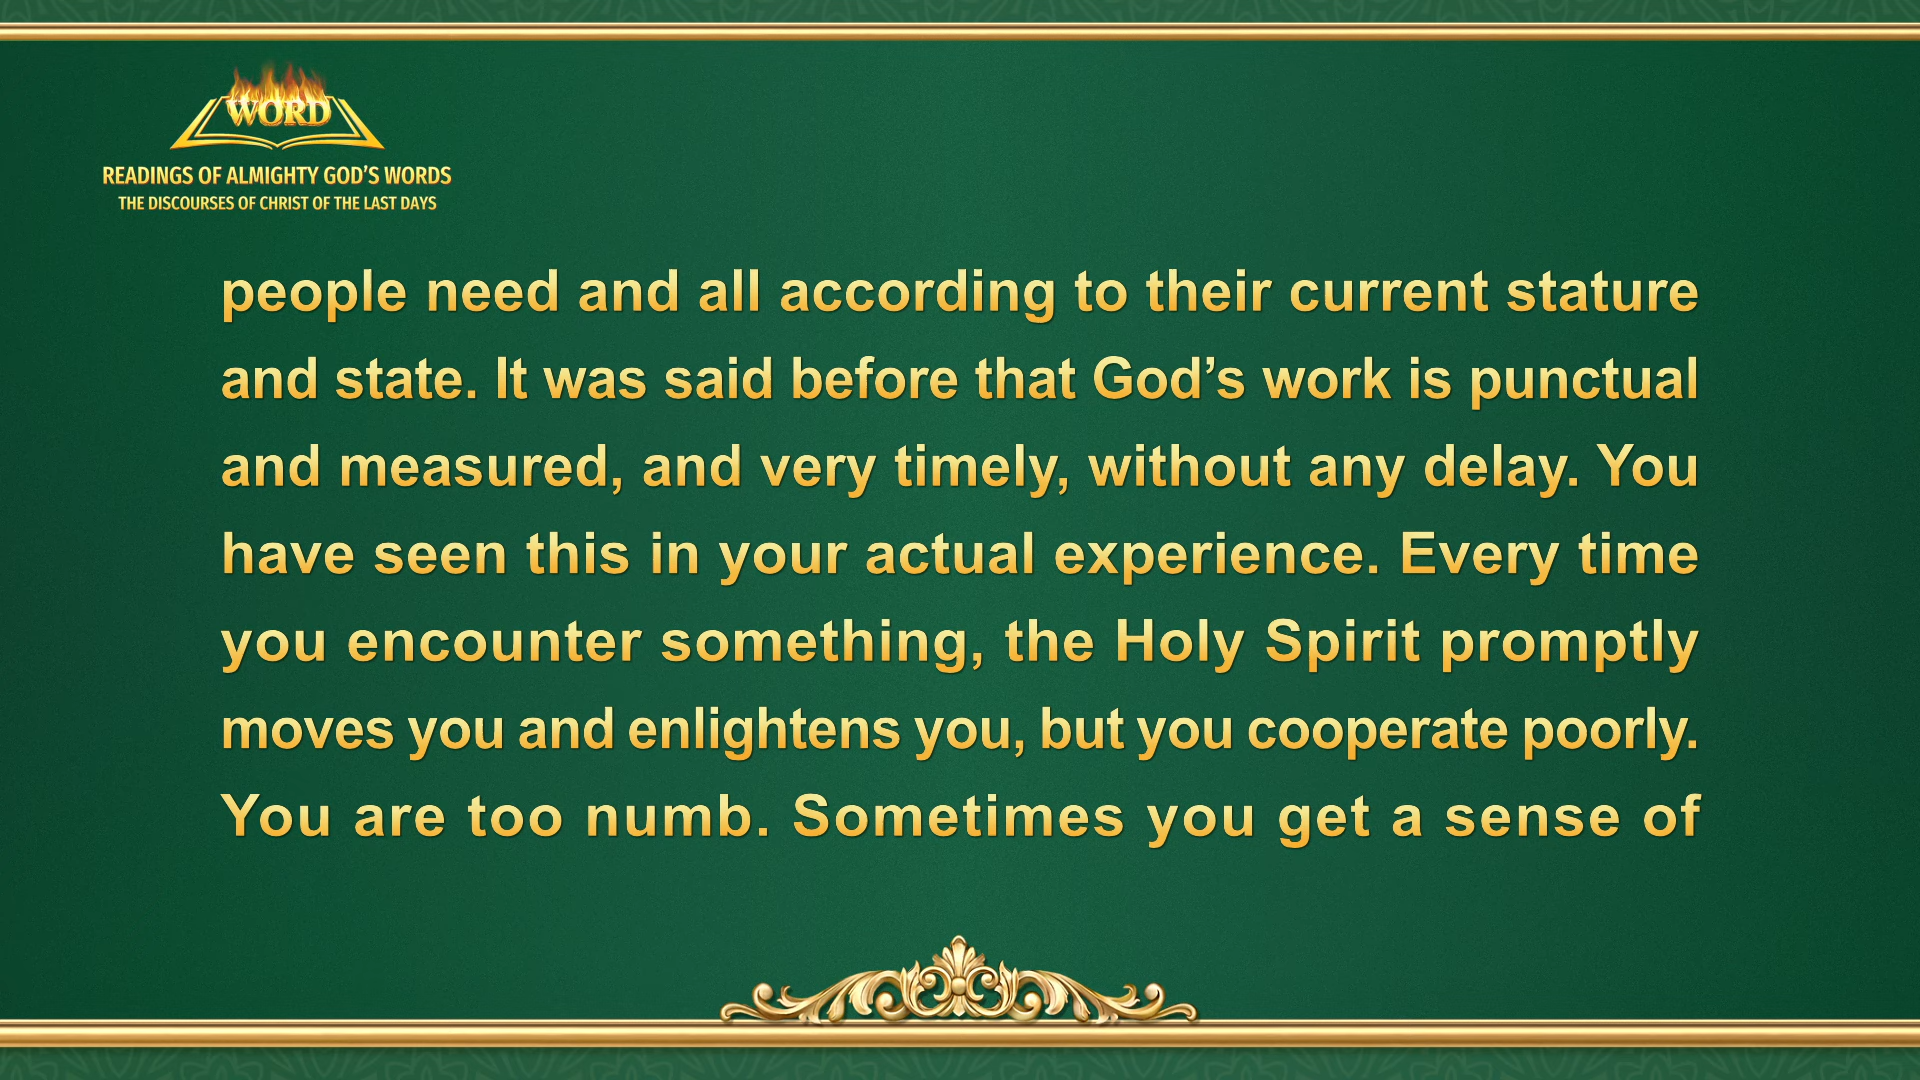 WORD
READINGS OF ALMIGHTY GOD’S WORDS
THE DISCOURSES OF CHRIST OF THE LAST DAYS
people need and all according to their current stature
and state. It was said before that God’s work is punctual
and measured, and very timely, without any delay. You
have seen this in your actual experience. Every time
you encounter something, the Holy Spirit promptly
moves you and enlightens you, but you cooperate poorly.
You are too numb. Sometimes you get a sense of